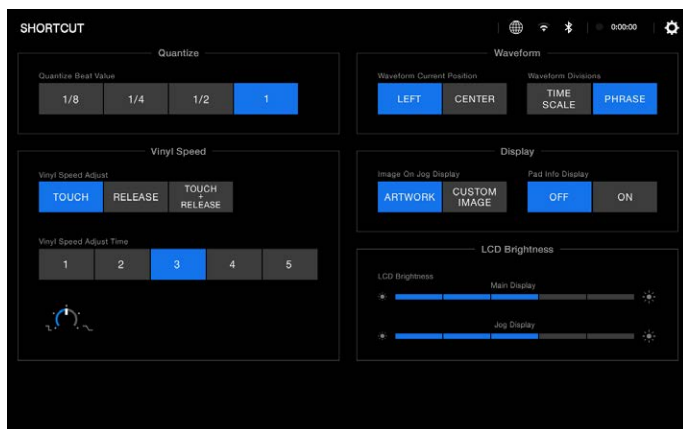 SHORTCUT
0:00:00
Quantize
Quantize Beat Value
1/8 1/4 1/2 1
Vinyl Speed
Vinyl Speed Adjust
TOUCH RELEASE TOUCH + RELEASE
Vinyl Speed Adjust Time
1 2 3 4 5
Waveform
Waveform Current Position Waveform Divisions
LEFT CENTER TIME SCALE PHRASE
Display
Image On Jog Display Pad Info Display
ARTWORK CUSTOM IMAGE OFF ON
LCD Brightness
LCD Brightness
Main Display
Jog Display